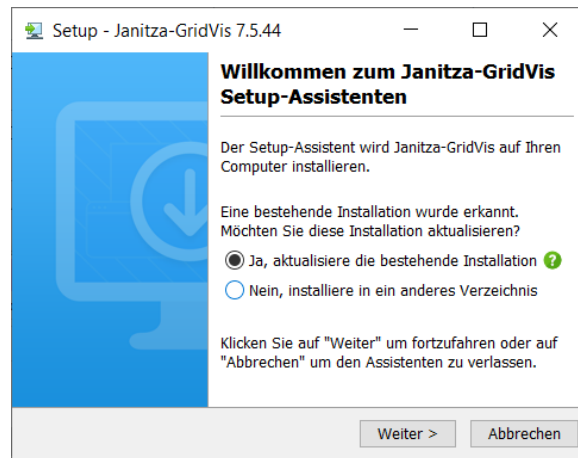 Setup - Janitza-GridVis 7.5.44
Willkommen zum Janitza-GridVis
Setup-Assistenten
Der Setup-Assistent wird Janitza-GridVis auf Ihren
Computer installieren.
Eine bestehende Installation wurde erkannt.
Möchten Sie diese Installation aktualisieren?
Ja, aktualisiere die bestehende Installation ?
Nein, installiere in ein anderes Verzeichnis
Klicken Sie auf "Weiter" um fortzufahren oder auf
"Abbrechen" um den Assistenten zu verlassen.
Weiter > Abbrechen